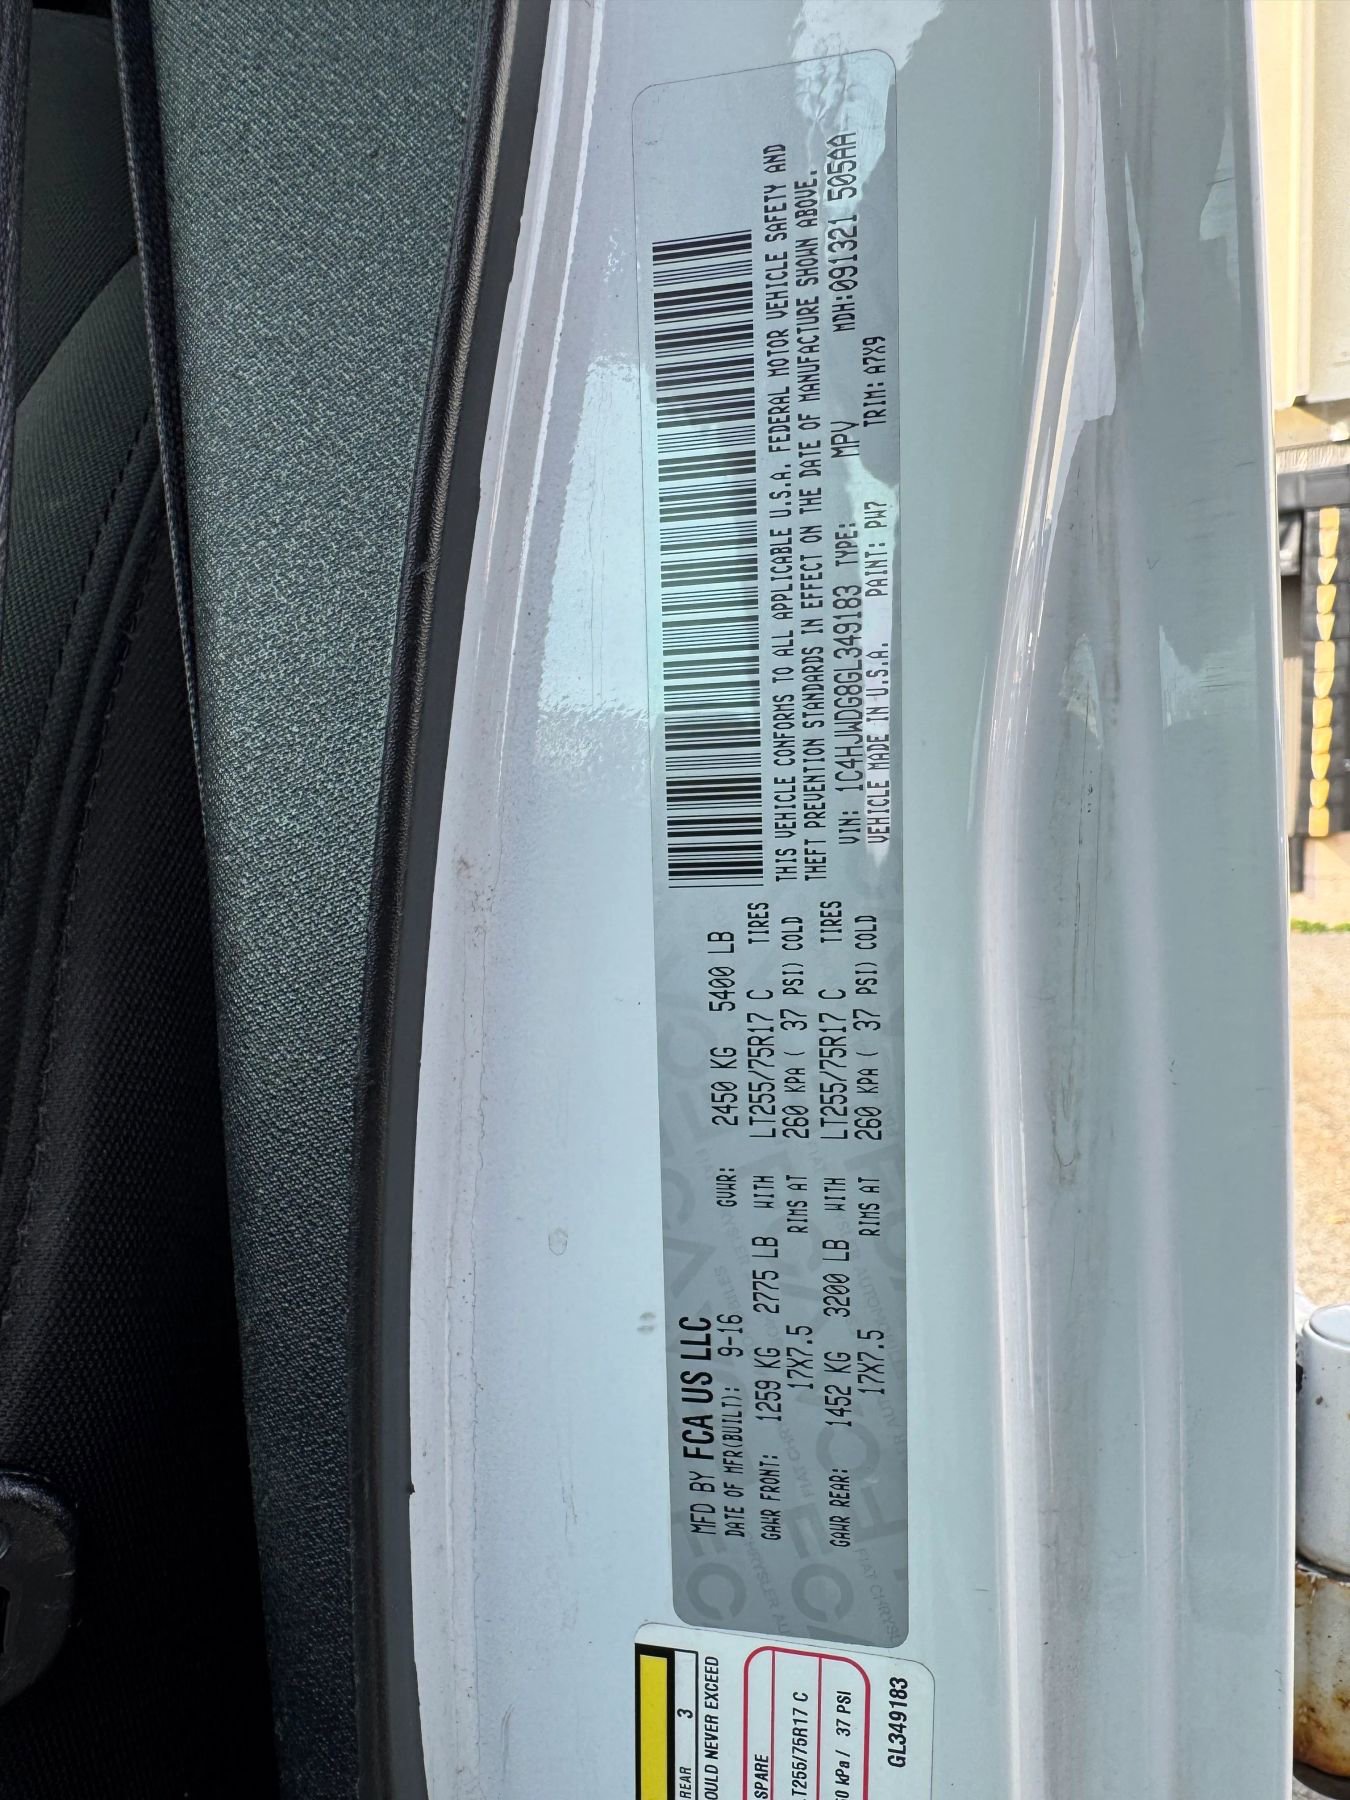 MFD BY FCA US LLC
DATE OF MFR(BUILT): 9-16 GVWR: 2450 KG 5400 LB
GAWR FRONT: 1259 KG 2775 LB WITH LT255/75R17 C TIRES
17X7.5 RIMS AT 260 KPA ( 37 PSI) COLD
GAWR REAR: 1452 KG 3200 LB WITH LT255/75R17 C TIRES
17X7.5 RIMS AT 260 KPA ( 37 PSI) COLD
THIS VEHICLE CONFORMS TO ALL APPLICABLE U.S.A. FEDERAL MOTOR VEHICLE SAFETY AND
THEFT PREVENTION STANDARDS IN EFFECT ON THE DATE OF MANUFACTURE SHOWN ABOVE.
VIN: 1C4HJWDG8GL349183 TYPE: MPV MDH:091321 505AA
VEHICLE MADE IN U.S.A. PAINT: PW7 TRIM: A7X9
REAR 3
OULD NEVER EXCEED
SPARE
LT255/75R17 C
0 kPa / 37 PSI
GL349183